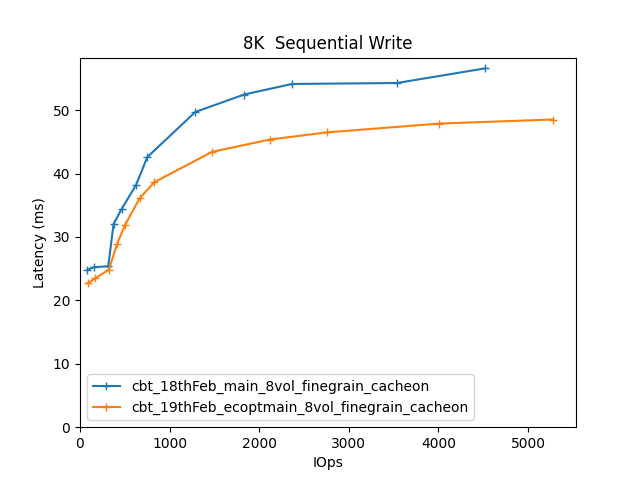 8K  Sequential Write
Latency (ms)
50
40
30
20
10
0
cbt_18thFeb_main_8vol_finegrain_cacheon
cbt_19thFeb_ecoptmain_8vol_finegrain_cacheon
0 1000 2000 3000 4000 5000
IOps